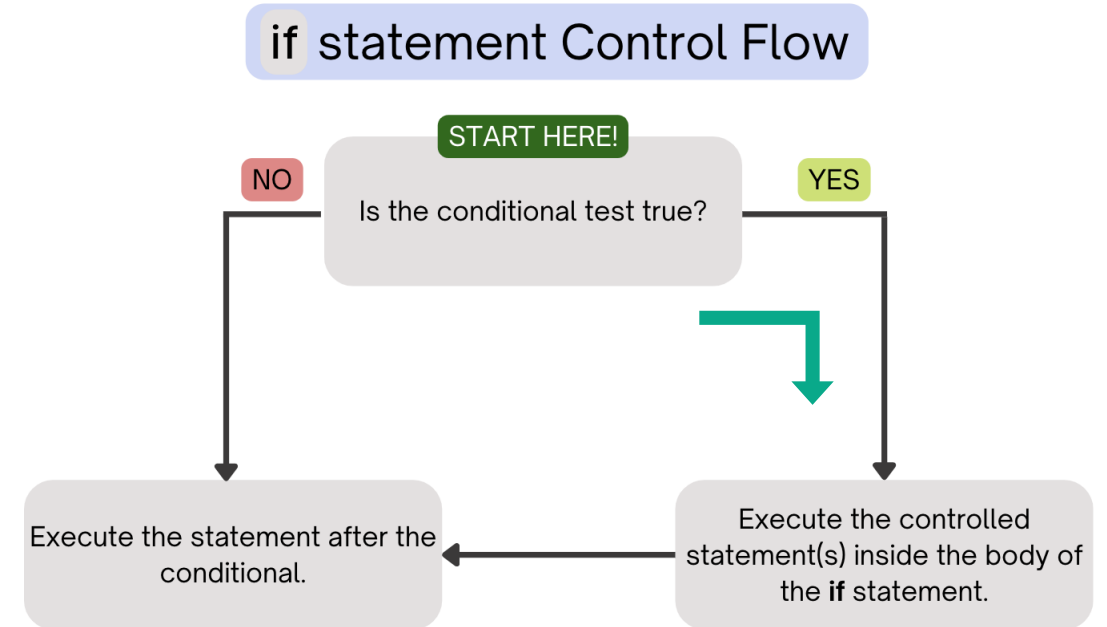 if statement Control Flow
START HERE!
NO
YES
Is the conditional test true?
Execute the statement after the
conditional.
Execute the controlled
statement(s) inside the body of
the if statement.